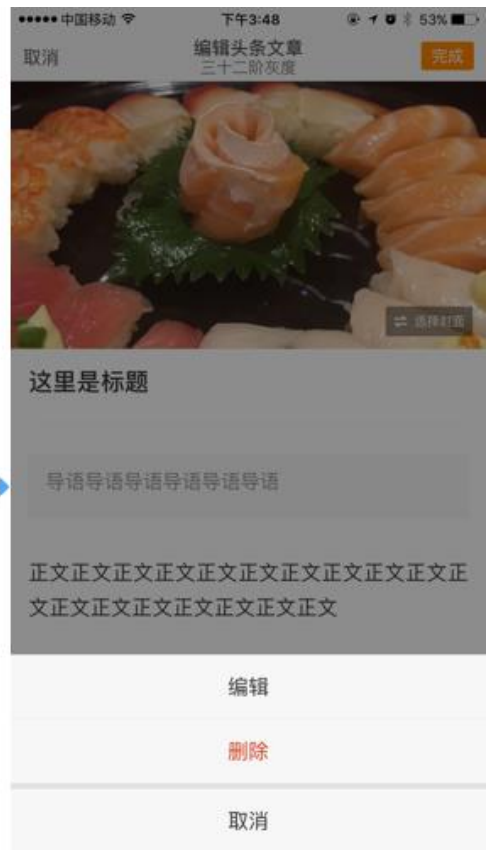 中国移动 下午3:48 53%
取消 编辑头条文章 完成
三十二阶灰度
选择封面
这里是标题
导语导语导语导语导语导语
正文正文正文正文正文正文正文正文正文正文正
文正文正文正文正文正文正文正文
编辑
删除
取消